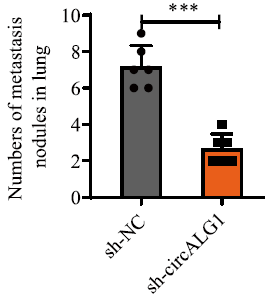 ***
Numbers of metastasis
nodules in lung
10
8
6
4
2
0
sh-NC
sh-circALG1